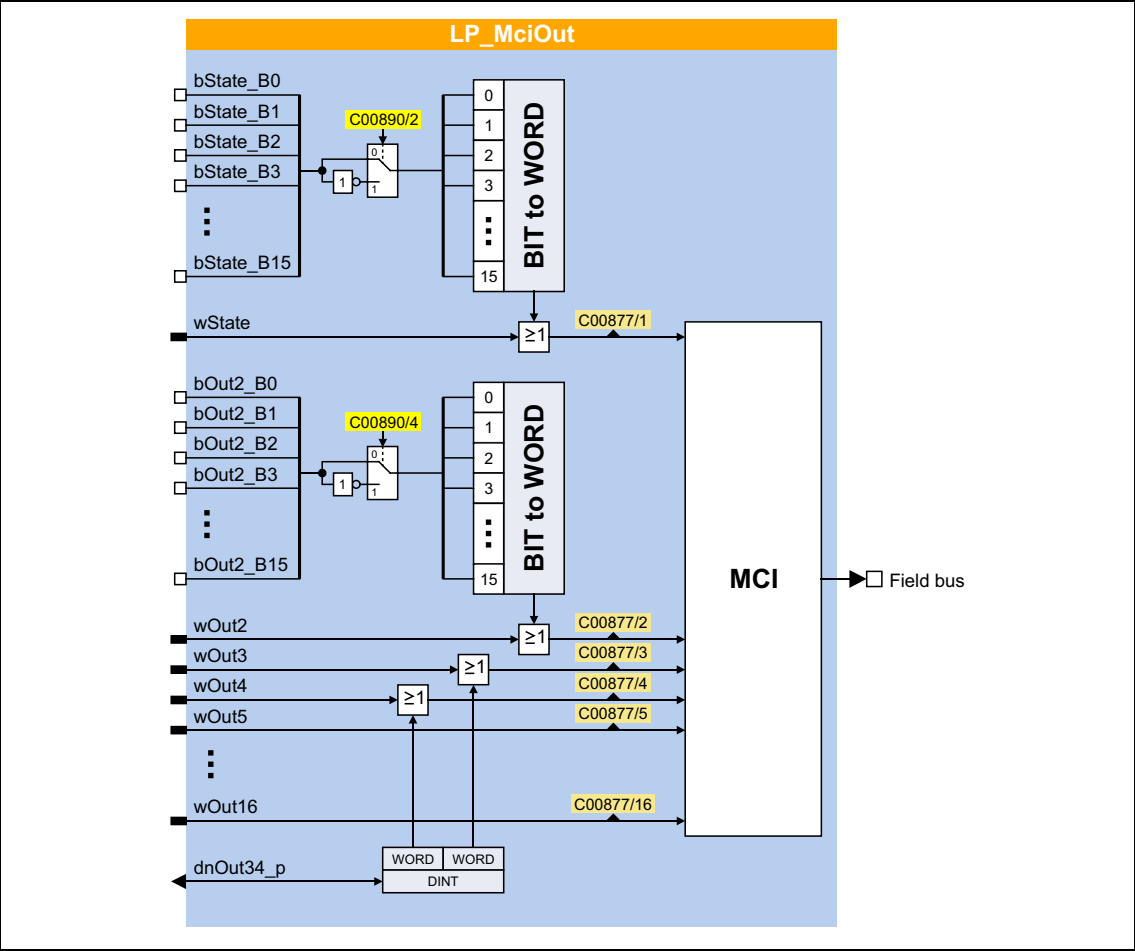 LP_MciOut
bState_B0
bState_B1
bState_B2
bState_B3
bState_B15
C00890/2
0
1
1
0
1
2
3
15
BIT to WORD
wState
≥1
C00877/1
bOut2_B0
bOut2_B1
bOut2_B2
bOut2_B3
bOut2_B15
C00890/4
0
1
1
0
1
2
3
15
BIT to WORD
MCI
Field bus
wOut2
≥1
C00877/2
wOut3
≥1
C00877/3
wOut4
≥1
C00877/4
wOut5
C00877/5
wOut16
C00877/16
dnOut34_p
WORD WORD
DINT